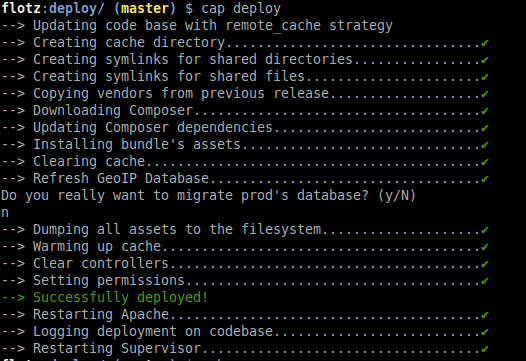 flotz:deploy/ (master) $ cap deploy
--> Updating code base with remote_cache strategy
--> Creating cache directory................................✔
--> Creating symlinks for shared directories................✔
--> Creating symlinks for shared files......................✔
--> Copying vendors from previous release...................✔
--> Downloading Composer....................................✔
--> Updating Composer dependencies..........................✔
--> Installing bundle's assets..............................✔
--> Clearing cache..........................................✔
--> Refresh GeoIP Database..................................✔
Do you really want to migrate prod's database? (y/N)
n
--> Dumping all assets to the filesystem....................✔
--> Warming up cache........................................✔
--> Clear controllers.......................................✔
--> Setting permissions.....................................✔
--> Successfully deployed!
--> Restarting Apache.......................................✔
--> Logging deployment on codebase..........................✔
--> Restarting Supervisor...................................✔